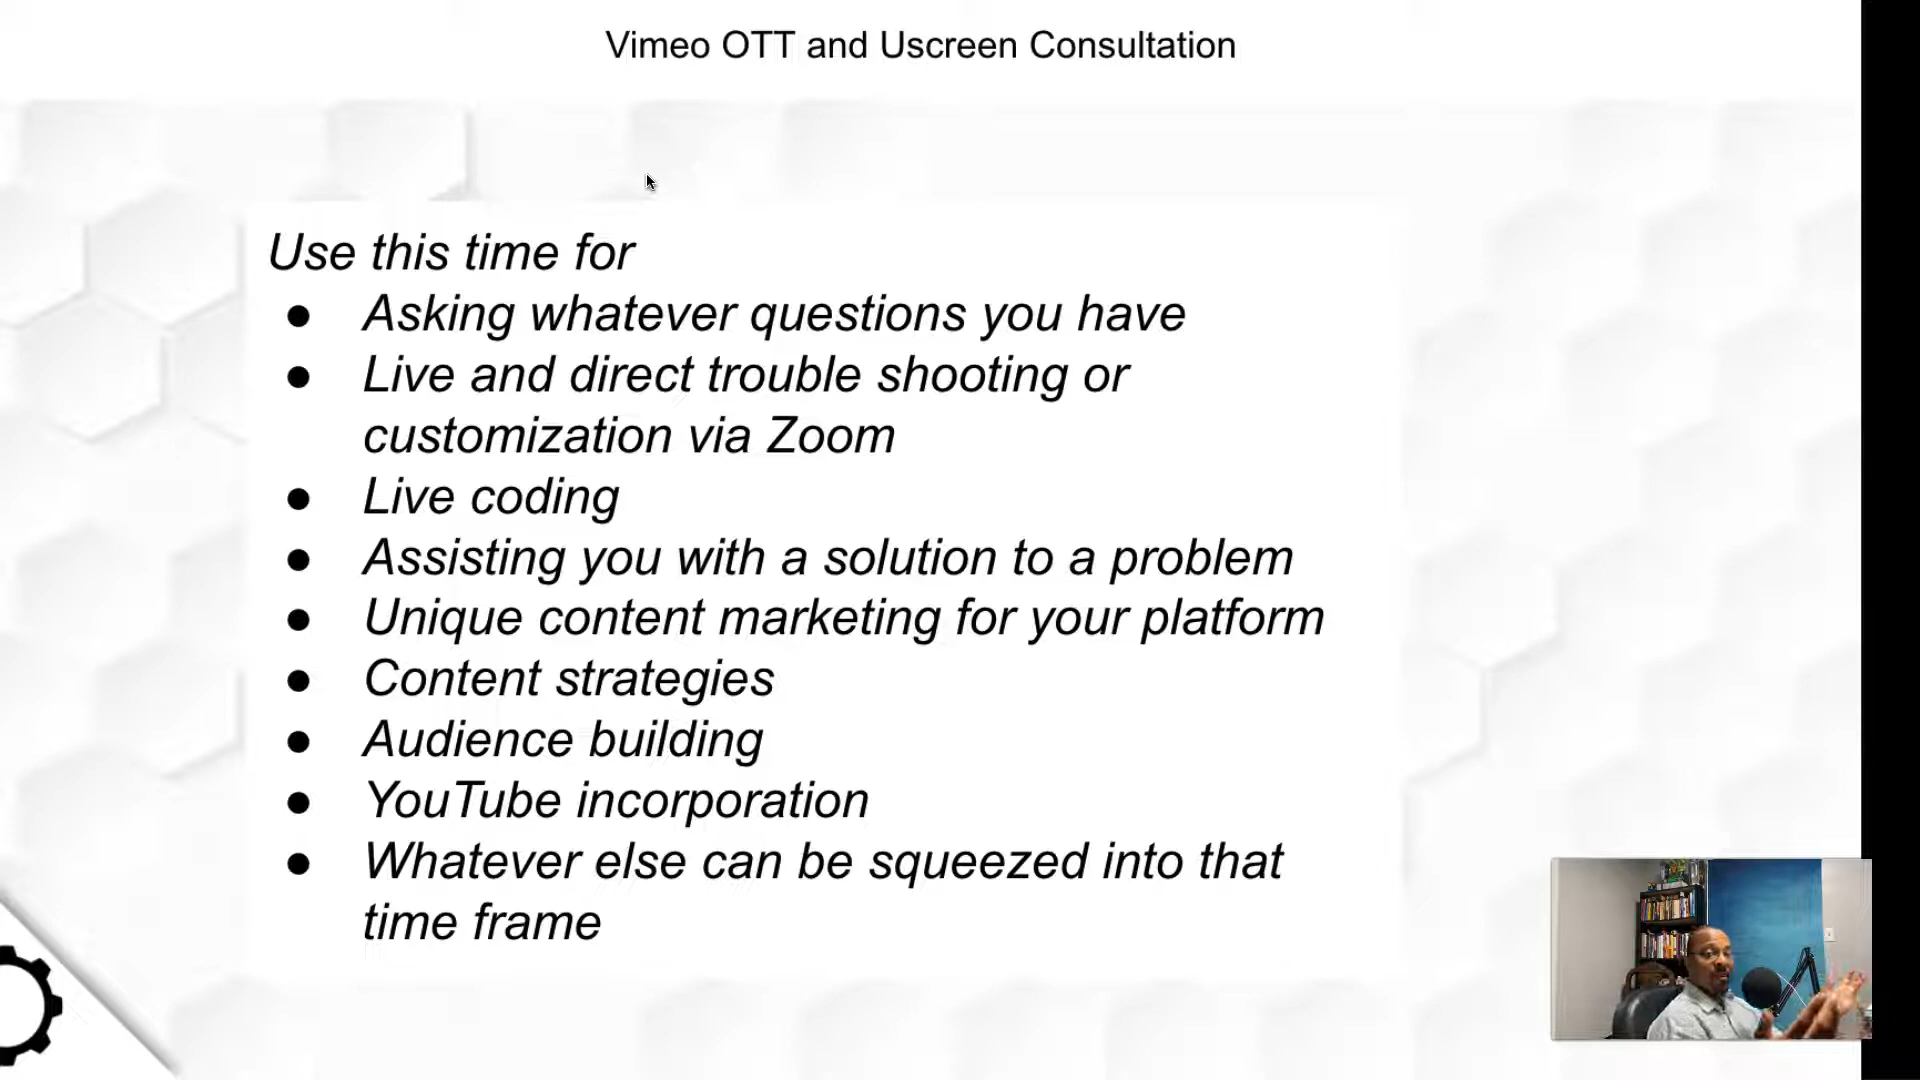 Vimeo OTT and Uscreen Consultation
Use this time for
● Asking whatever questions you have
● Live and direct trouble shooting or
customization via Zoom
● Live coding
● Assisting you with a solution to a problem
● Unique content marketing for your platform
● Content strategies
● Audience building
● YouTube incorporation
● Whatever else can be squeezed into that
time frame